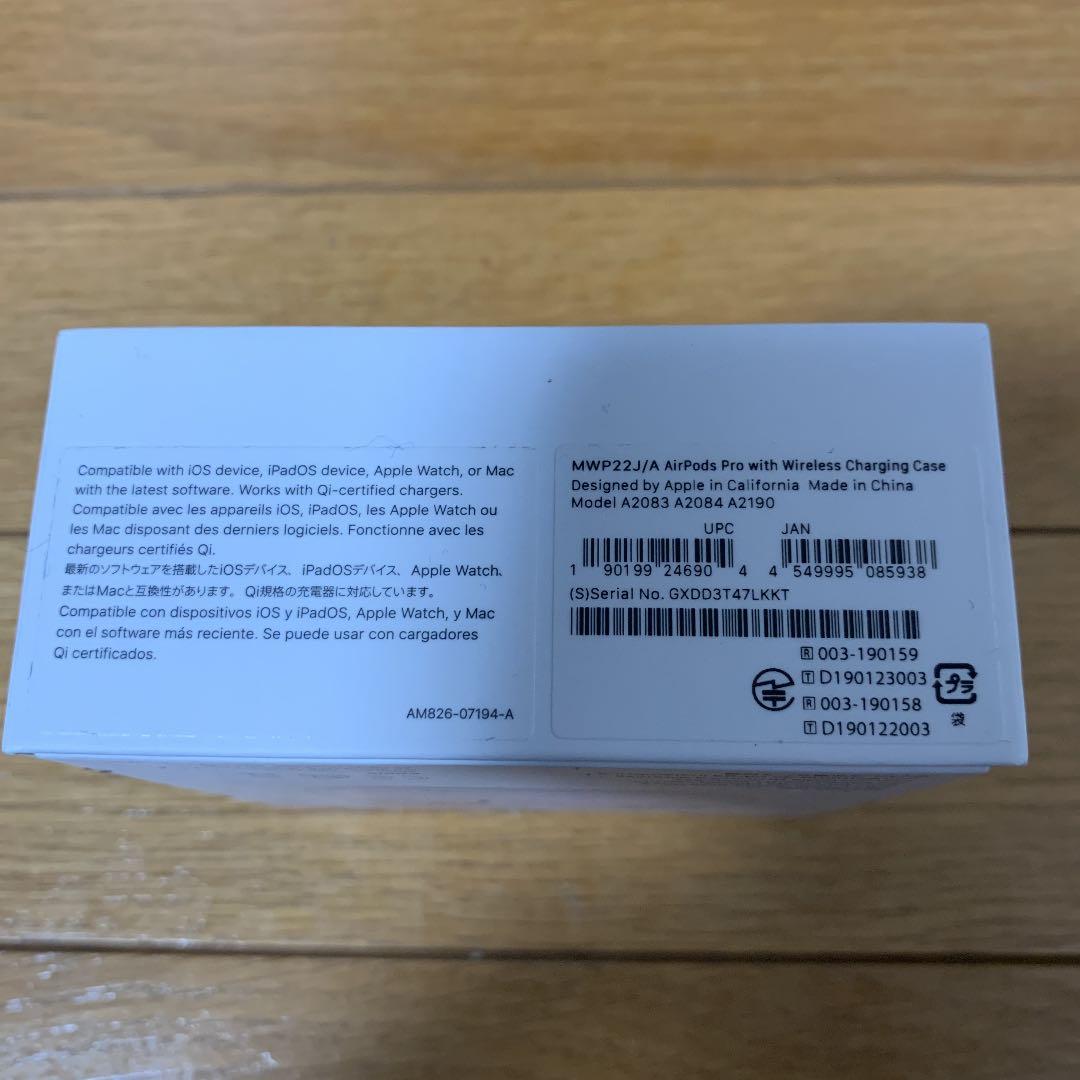 Compatible with iOS device, iPadOS device, Apple Watch, or Mac
with the latest software. Works with Qi-certified chargers.
Compatible avec les appareils iOS, iPadOS, les Apple Watch ou
les Mac disposant des derniers logiciels. Fonctionne avec les
chargeurs certifiés Qi.
最新のソフトウェアを搭載したiOSデバイス、iPadOSデバイス、Apple Watch、
またはMacと互換性があります。Qi規格の充電器に対応しています。
Compatible con dispositivos iOS y iPadOS, Apple Watch, y Mac
con el software más reciente. Se puede usar con cargadores
Qi certificados.
AM826-07194-A
MWP22J/A AirPods Pro with Wireless Charging Case
Designed by Apple in California Made in China
Model A2083 A2084 A2190
UPC JAN
1 90199 24690 4 4 549995 085938
(S)Serial No. GXDD3T47LKKT
R 003-190159
T D190123003
R 003-190158
T D190122003
プラ
袋